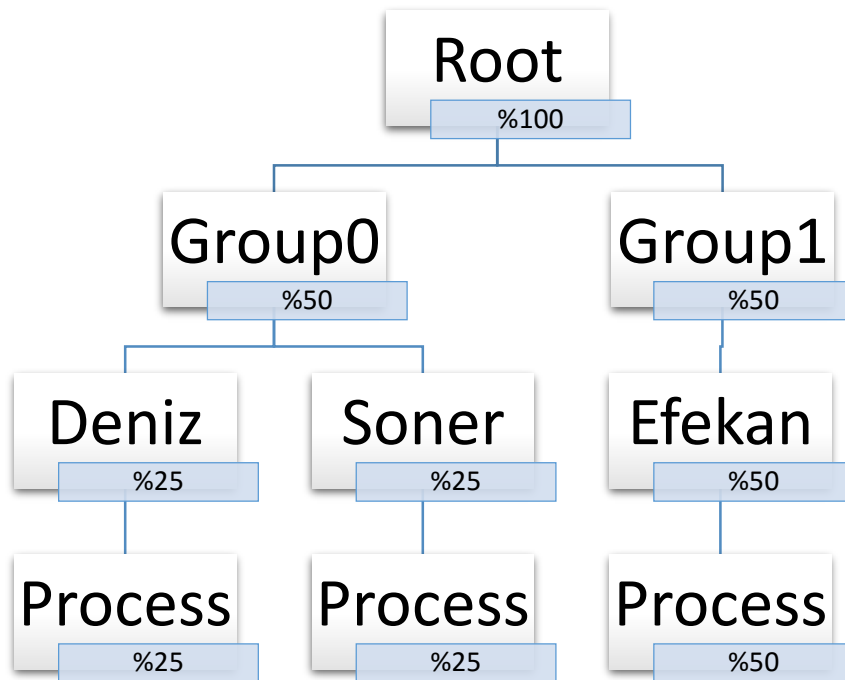 Root
%100
Group0
%50
Group1
%50
Deniz
%25
Soner
%25
Efekan
%50
Process
%25
Process
%25
Process
%50